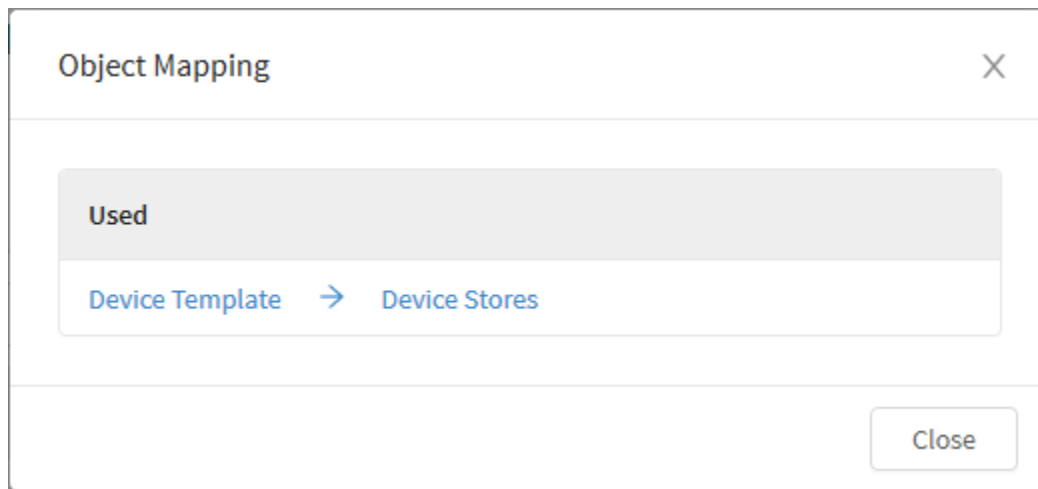 Object Mapping
Used
Device Template → Device Stores
Close